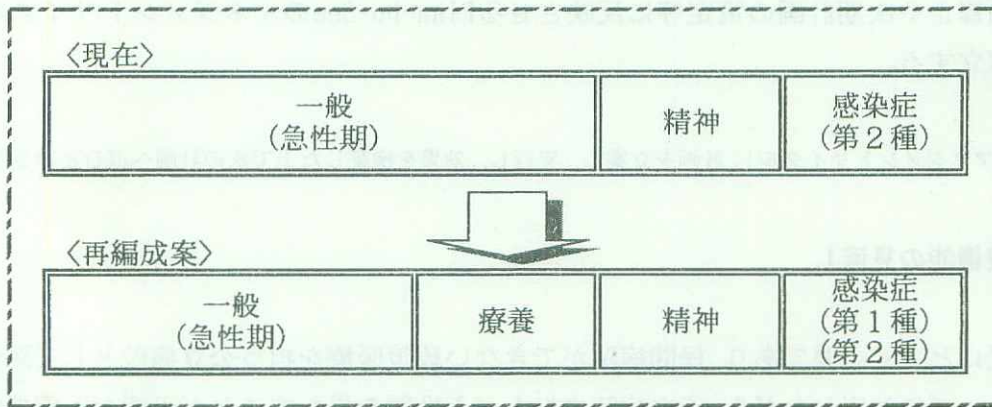 〈現在〉
一般
(急性期)
精神
感染症
(第2種)
〈再編成案〉
一般
(急性期)
療養
精神
感染症
(第1種)
(第2種)